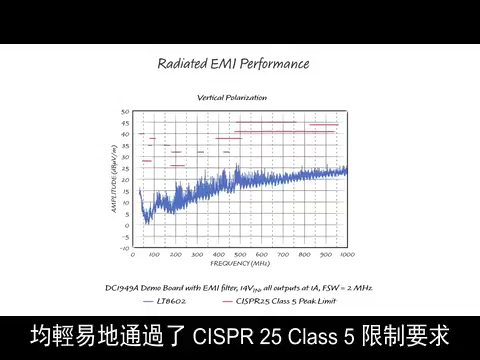 Radiated EMI Performance
Vertical Polarization
AMPLITUDE (dBµV/m)
50
45
40
35
30
25
20
15
10
5
0
-5
-10
0 100 200 300 400 500 600 700 800 900 1000
FREQUENCY (MHz)
DC1949A Demo Board with EMI filter, 14VIN, all outputs at 1A, FSW = 2 MHz
LT8602 CISPR25 Class 5 Peak Limit
均輕易地通過了 CISPR 25 Class 5 限制要求